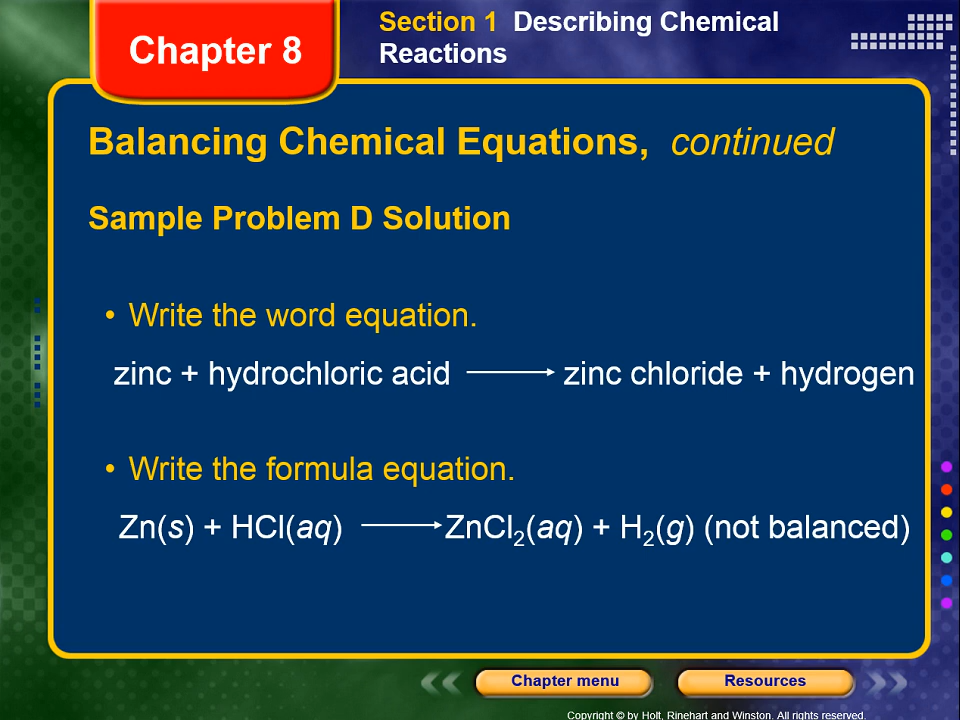 Chapter 8
Section 1 Describing Chemical
Reactions
Balancing Chemical Equations, continued
Sample Problem D Solution
• Write the word equation.
zinc + hydrochloric acid ⟶ zinc chloride + hydrogen
• Write the formula equation.
Zn(s) + HCl(aq) ⟶ ZnCl₂(aq) + H₂(g) (not balanced)
Chapter menu
Resources
Copyright © by Holt, Rinehart and Winston. All rights reserved.